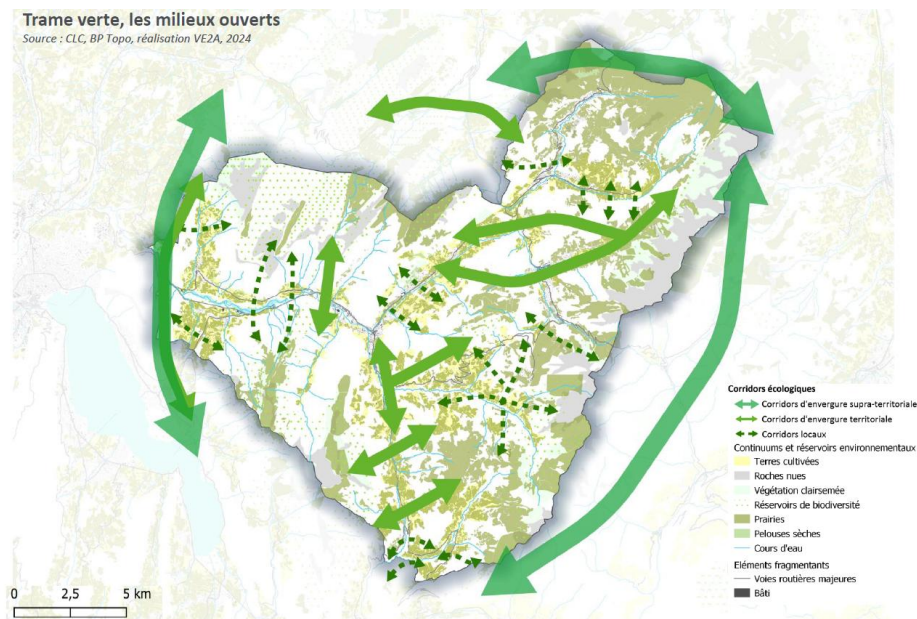 Trame verte, les milieux ouverts
Source : CLC, BP Topo, réalisation VE2A, 2024
Corridors écologiques
Corridors d'envergure supra-territoriale
Corridors d'envergure territoriale
Corridors locaux
Continuums et réservoirs environnementaux
Terres cultivées
Roches nues
Végétation clairsemée
Réservoirs de biodiversité
Prairies
Pelouses sèches
Cours d'eau
Eléments fragmentants
Voies routières majeures
Bâti
0 2,5 5 km